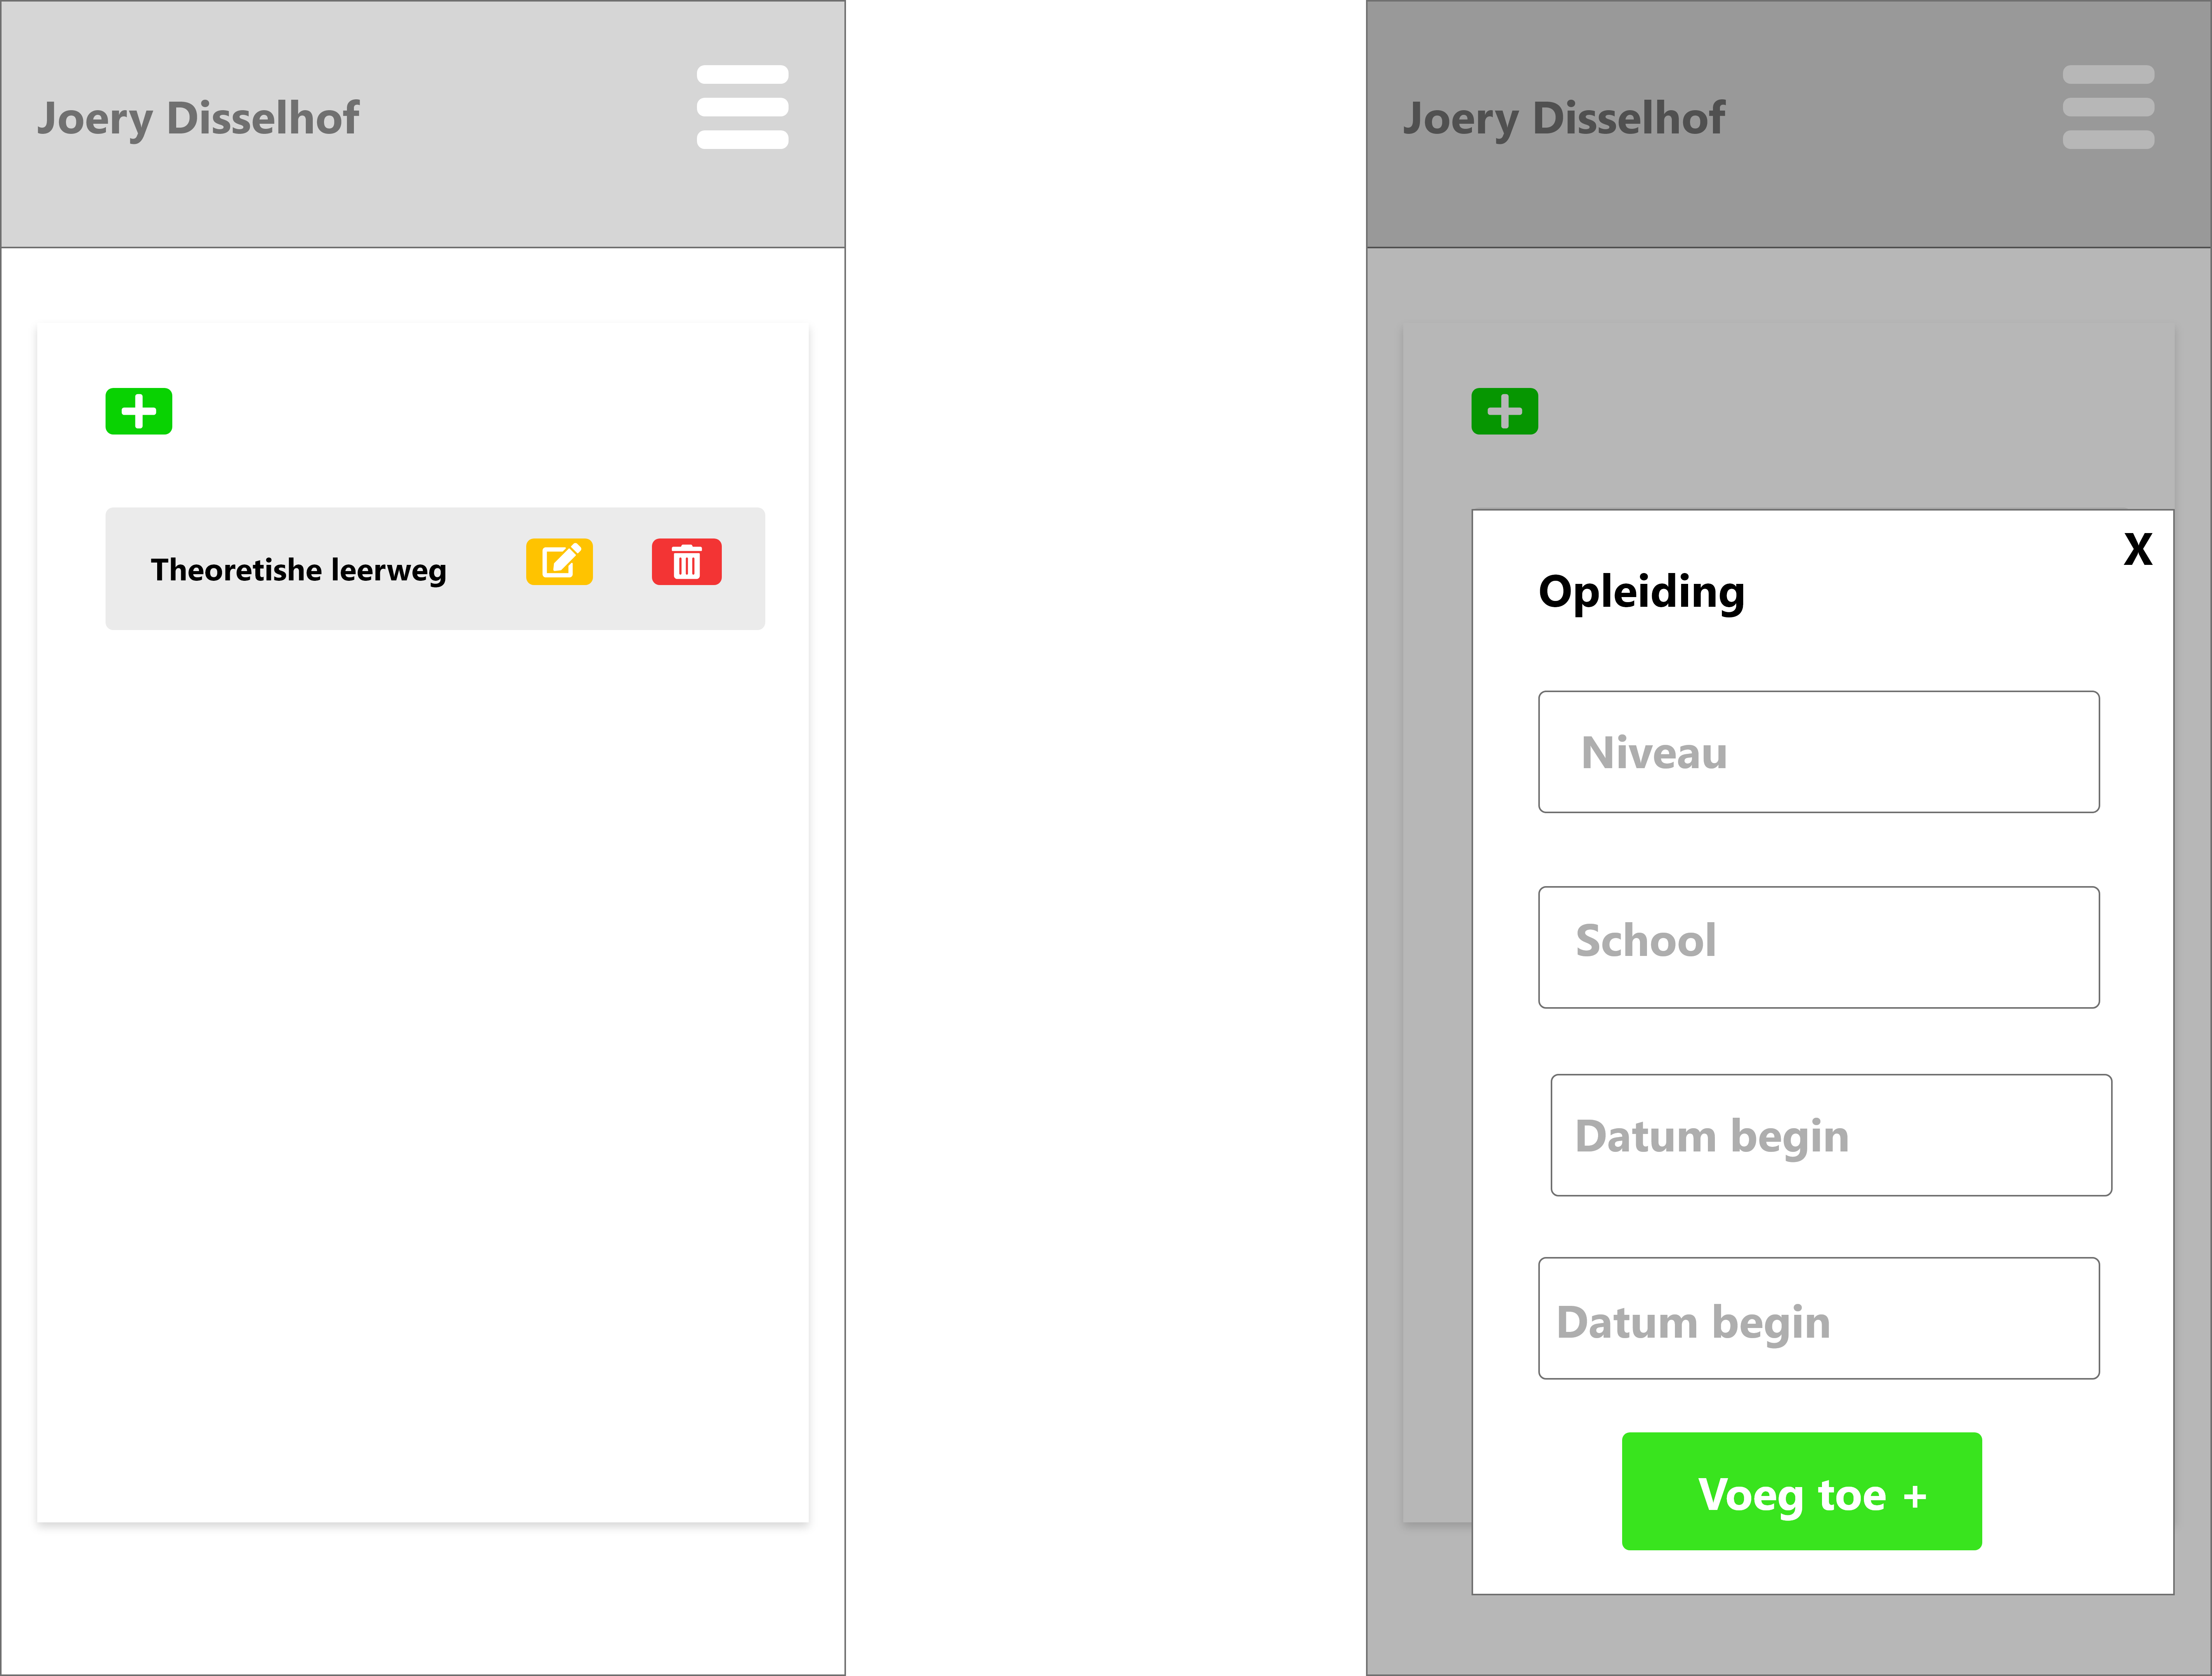 Joery Disselhof
Theoretishe leerweg
Joery Disselhof
X
Opleiding
Niveau
School
Datum begin
Datum begin
Voeg toe +